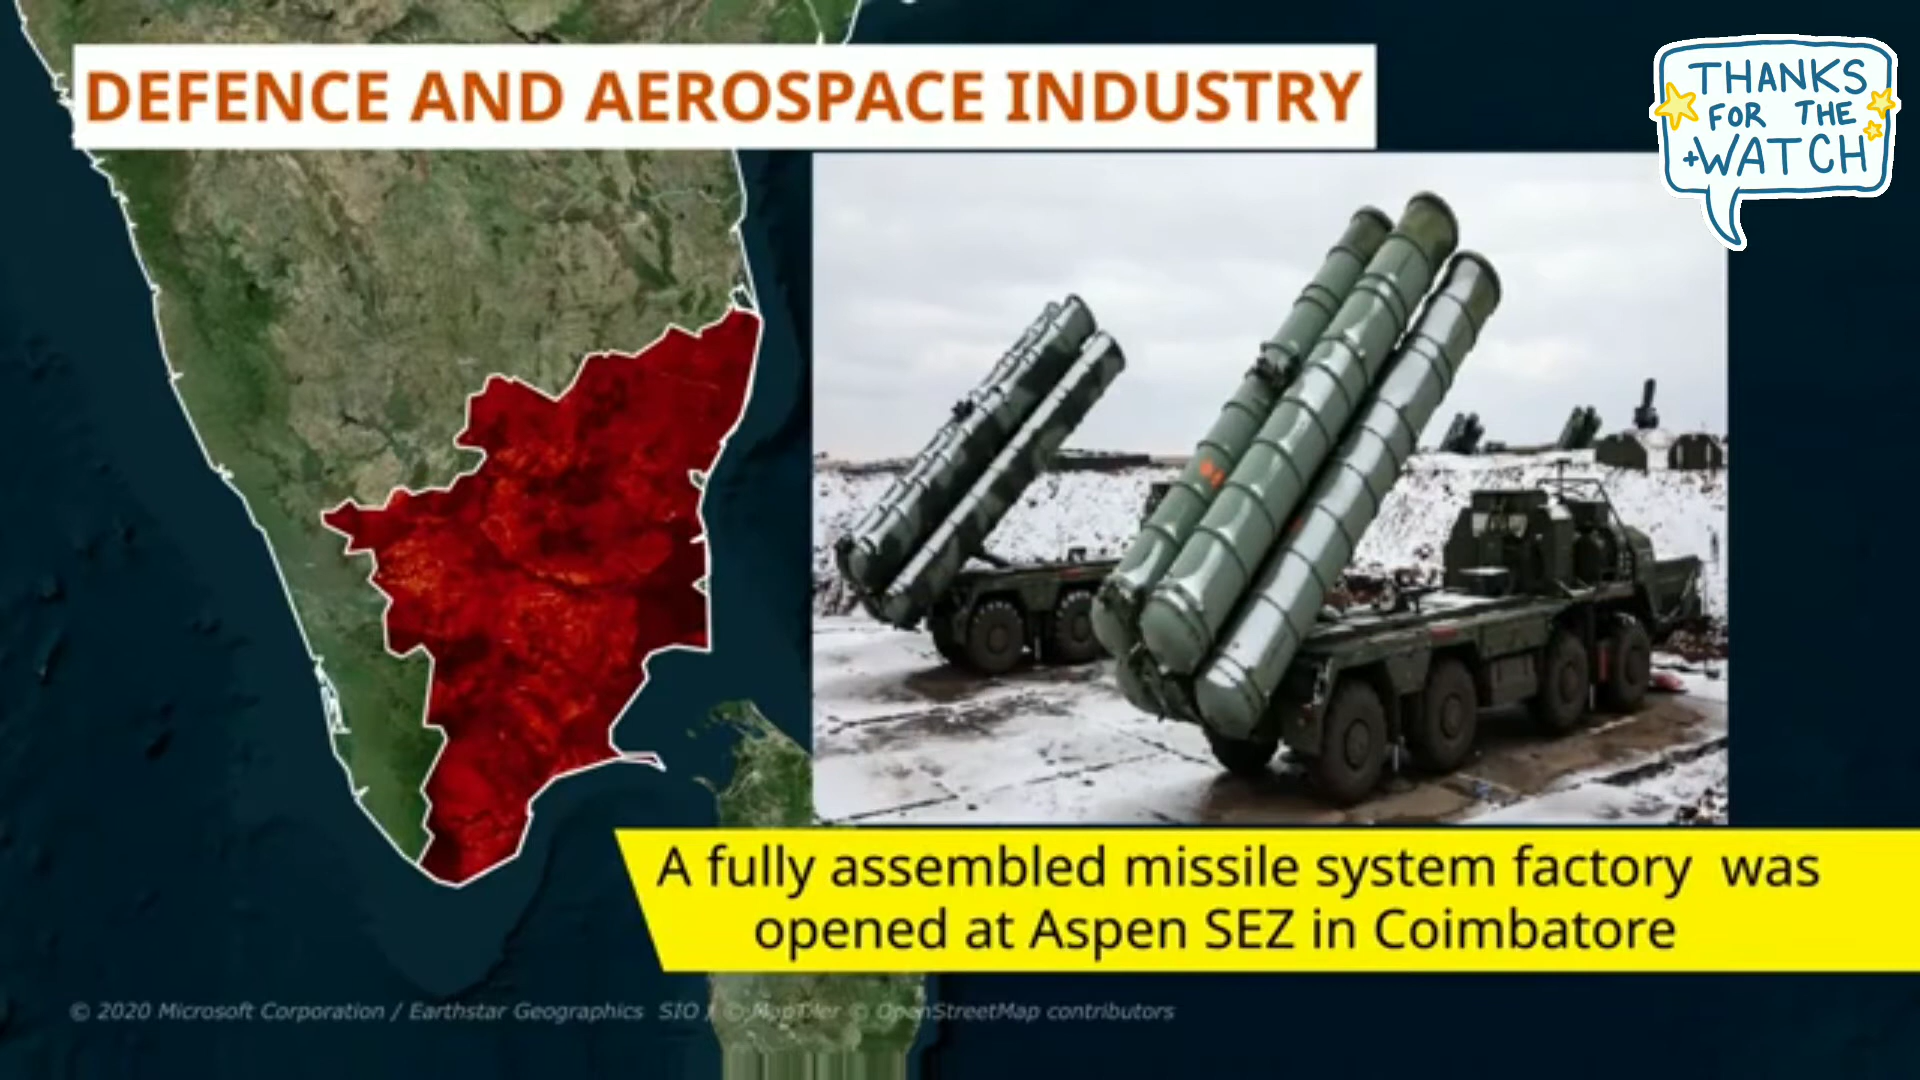 DEFENCE AND AEROSPACE INDUSTRY
THANKS
FOR THE
WATCH
A fully assembled missile system factory was
opened at Aspen SEZ in Coimbatore
© 2020 Microsoft Corporation / Earthstar Geographics SIO / © MapTiler © OpenStreetMap contributors